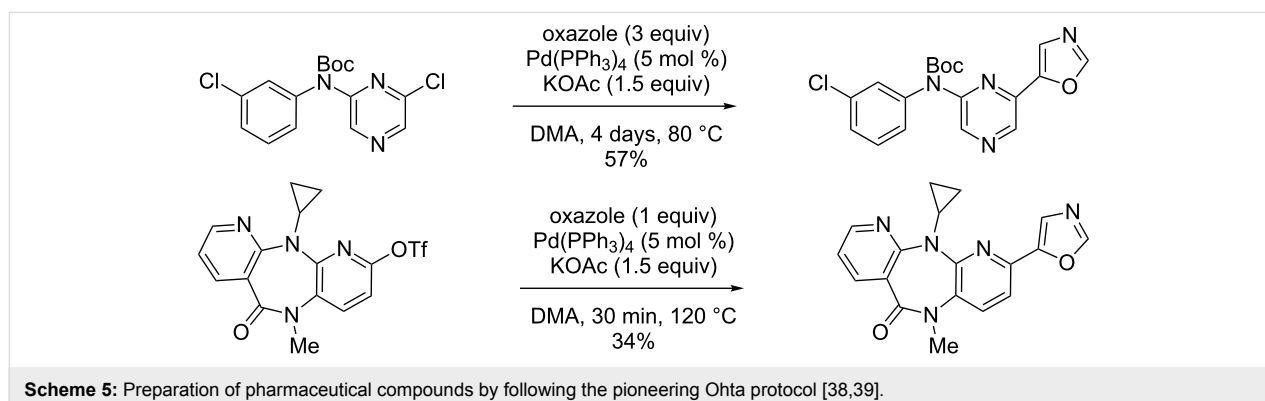 oxazole (3 equiv)
Pd(PPh₃)₄ (5 mol %)
KOAc (1.5 equiv)
DMA, 4 days, 80 °C
57%
Cl
Boc
N
N
Cl
N
Cl
Boc
N
N
N
N
O
oxazole (1 equiv)
Pd(PPh₃)₄ (5 mol %)
KOAc (1.5 equiv)
DMA, 30 min, 120 °C
34%
N
N
N
OTf
O
N
Me
N
N
N
N
O
O
N
Me
Scheme 5: Preparation of pharmaceutical compounds by following the pioneering Ohta protocol [38,39].